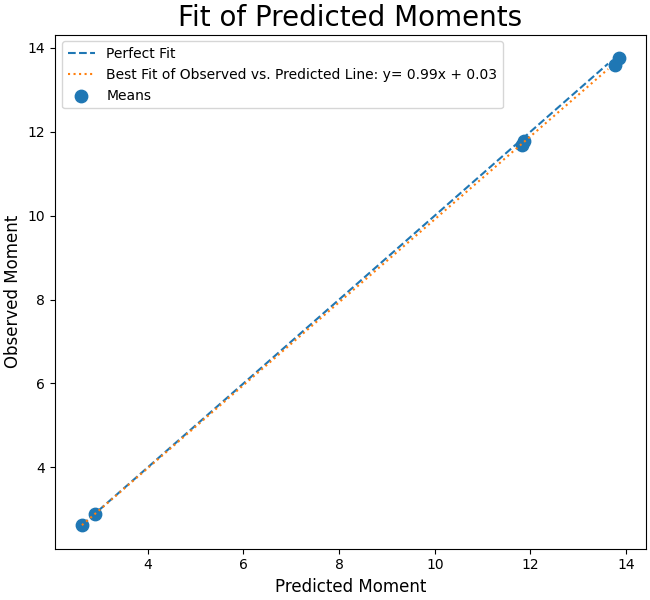 Fit of Predicted Moments
Perfect Fit
Best Fit of Observed vs. Predicted Line: y= 0.99x + 0.03
Means
14
12
10
8
6
4
Observed Moment
4 6 8 10 12 14
Predicted Moment